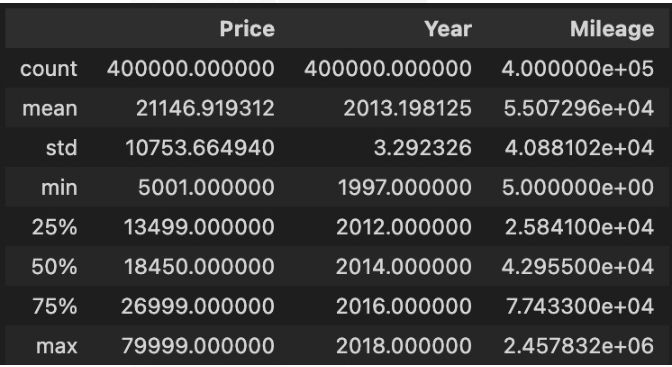 Price Year Mileage
count 400000.000000 400000.000000 4.000000e+05
mean 21146.919312 2013.198125 5.507296e+04
std 10753.664940 3.292326 4.088102e+04
min 5001.000000 1997.000000 5.000000e+00
25% 13499.000000 2012.000000 2.584100e+04
50% 18450.000000 2014.000000 4.295500e+04
75% 26999.000000 2016.000000 7.743300e+04
max 79999.000000 2018.000000 2.457832e+06